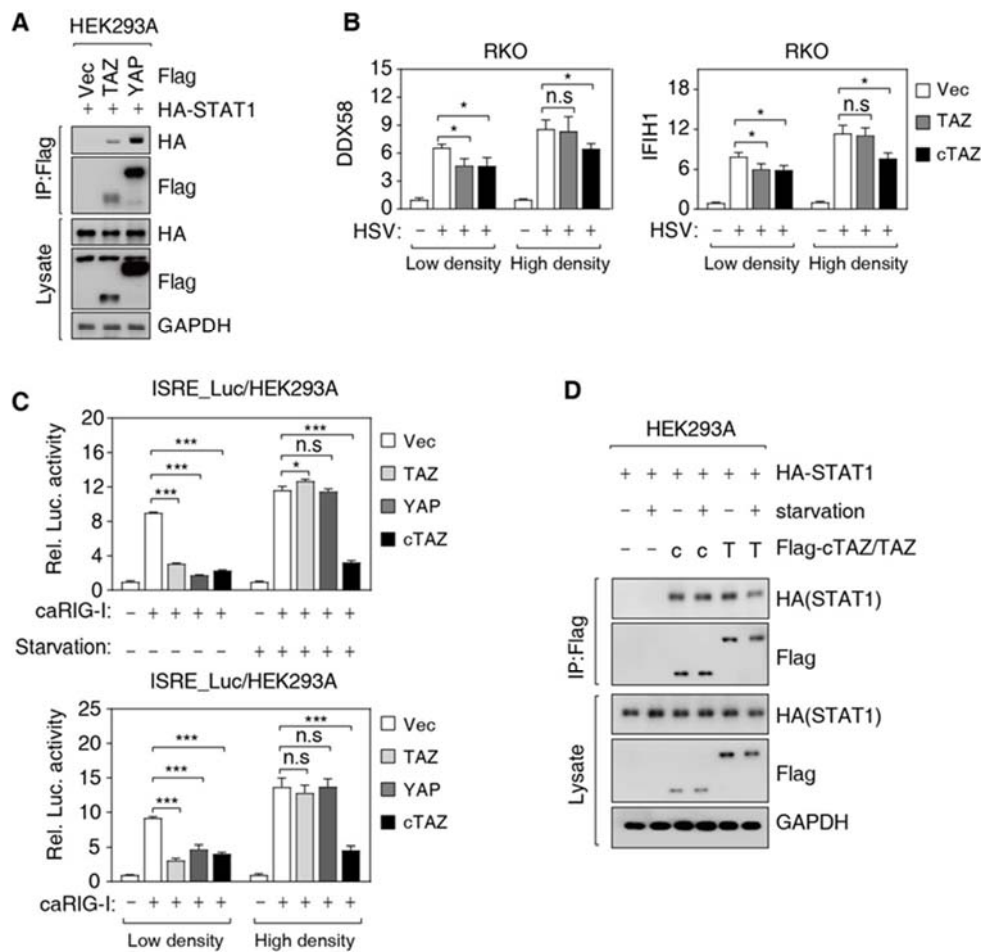 A
HEK293A
Vec TAZ YAP Flag
+ + + HA-STAT1
IP:Flag
HA
Flag
Lysate
HA
Flag
GAPDH
B
RKO
DDX58
15
12
9
6
3
0
* * n.s *
HSV: - + + + - + + +
Low density High density
RKO
IFIH1
18
12
6
0
* * n.s *
Vec
TAZ
cTAZ
HSV: - + + + - + + +
Low density High density
C
ISRE_Luc/HEK293A
Rel. Luc. activity
20
16
12
8
4
0
*** *** *** * n.s ***
Vec
TAZ
YAP
cTAZ
caRIG-I: - + + + + - + + + +
Starvation: - - - - - + + + + +
ISRE_Luc/HEK293A
Rel. Luc. activity
25
20
15
10
5
0
*** *** *** n.s n.s ***
Vec
TAZ
YAP
cTAZ
caRIG-I: - + + + + - + + + +
Low density High density
D
HEK293A
+ + + + + + HA-STAT1
- + - + - + starvation
- - c c T T Flag-cTAZ/TAZ
IP:Flag
HA(STAT1)
Flag
Lysate
HA(STAT1)
Flag
GAPDH